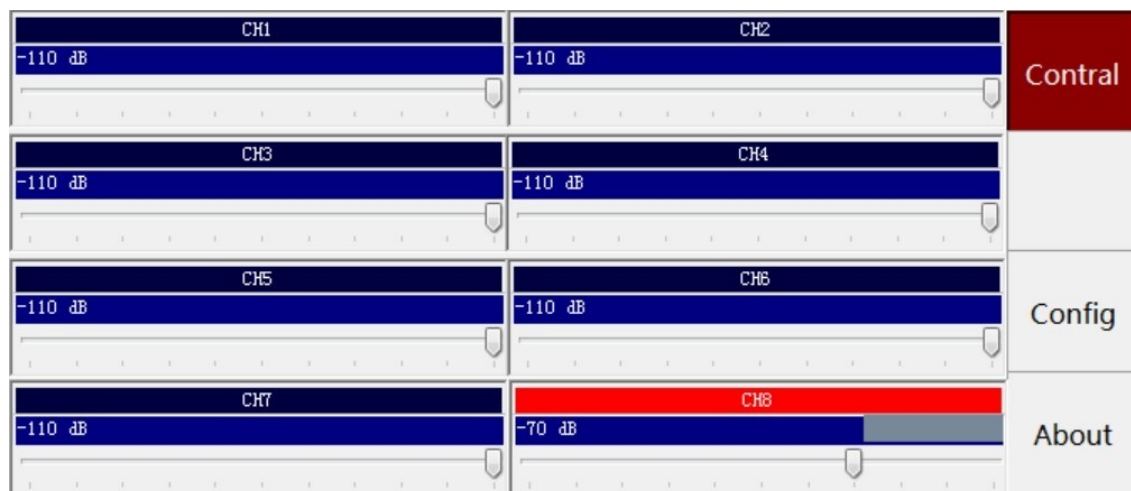 CH1
-110 dB
CH2
-110 dB
Contral
CH3
-110 dB
CH4
-110 dB
CH5
-110 dB
CH6
-110 dB
Config
CH7
-110 dB
CH8
-70 dB
About